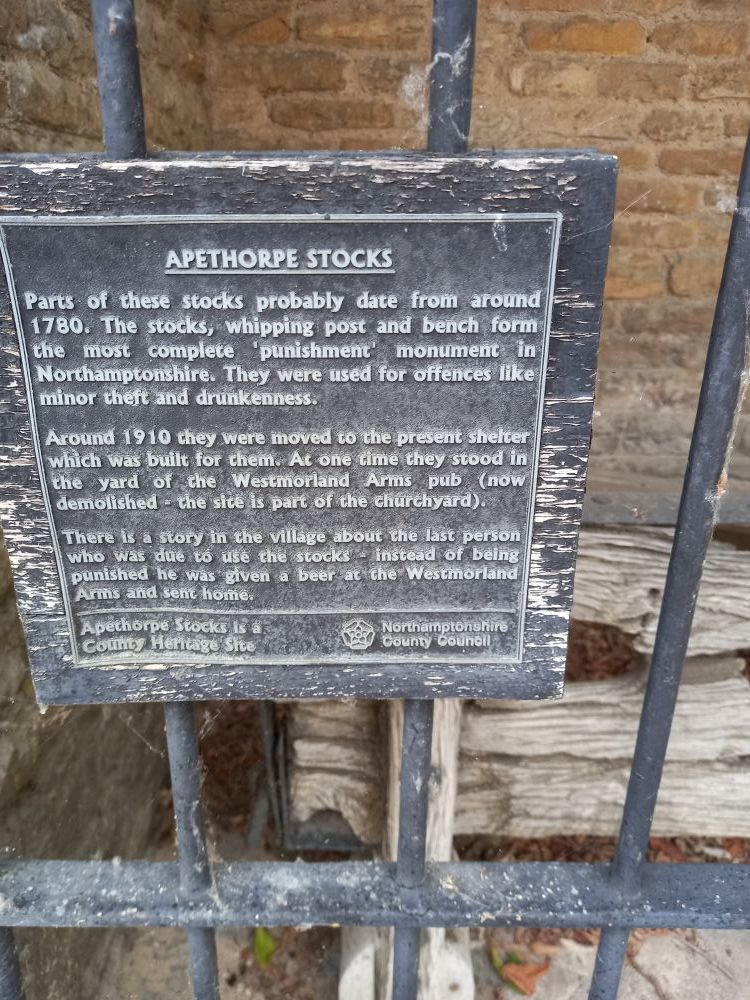 APETHORPE STOCKS
Parts of these stocks probably date from around
1780. The stocks, whipping post and bench form
the most complete 'punishment' monument in
Northamptonshire. They were used for offences like
minor theft and drunkenness.
Around 1910 they were moved to the present shelter
which was built for them. At one time they stood in
the yard of the Westmorland Arms pub (now
demolished - the site is part of the churchyard).
There is a story in the village about the last person
who was due to use the stocks - instead of being
punished he was given a beer at the Westmorland
Arms and sent home.
Apethorpe Stocks is a
County Heritage Site
Northamptonshire
County Council